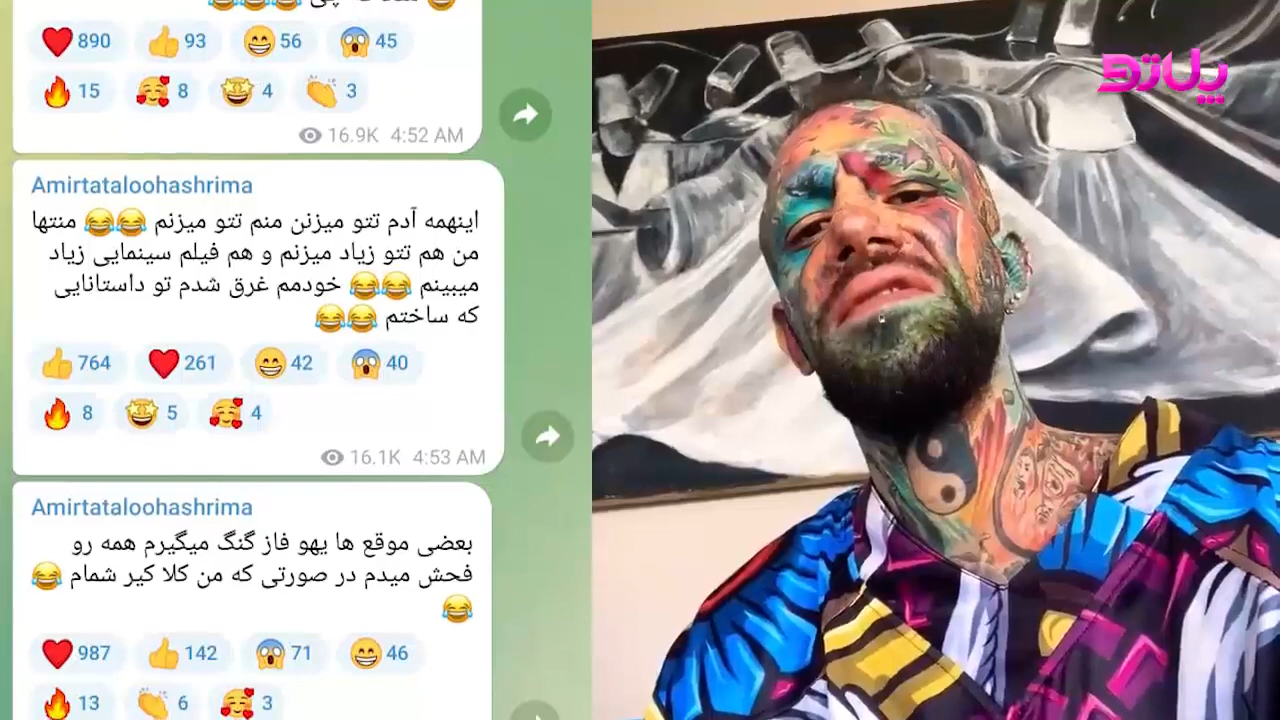 890 93 56 45
15 8 4 3
16.9K 4:52 AM
Amirtataloohashrima
اینهمه آدم تتو میزنن منم تتو میزنم 😂😂 منتها
من هم تتو زیاد میزنم و هم فیلم سینمایی زیاد
میبینم 😂😂 خودمم غرق شدم تو داستانایی
که ساختم 😂😂
764 261 42 40
8 5 4
16.1K 4:53 AM
Amirtataloohashrima
بعضی موقع ها یهو فاز گنگ میگیرم همه رو
فحش میدم در صورتی که من کلا کیر شمام 😂
😂
987 142 71 46
13 6 3